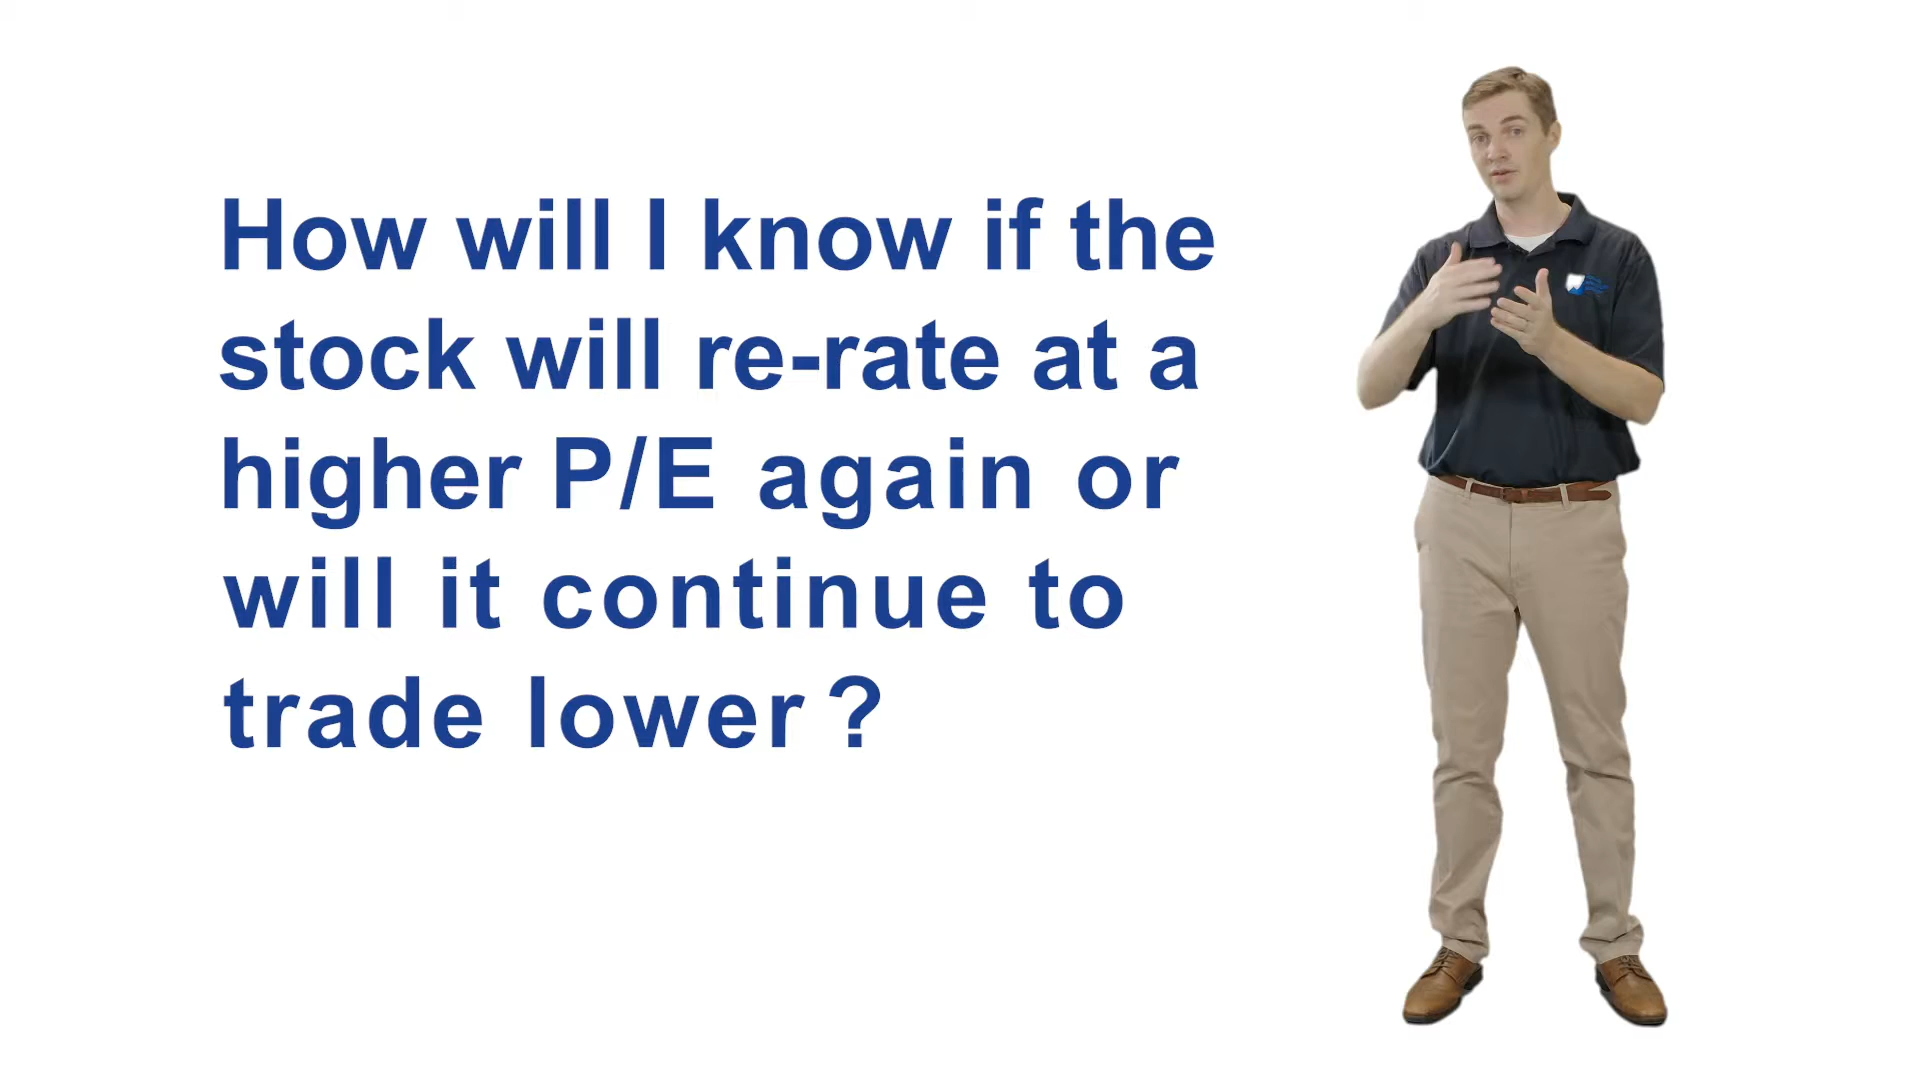 How will I know if the
stock will re-rate at a
higher P/E again or
will it continue to
trade lower ?